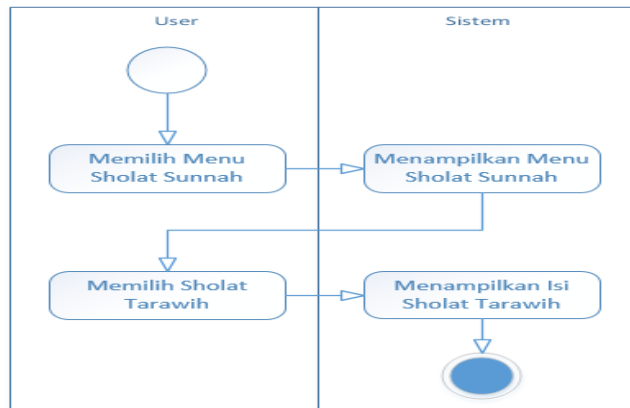 User
Sistem
Memilih Menu
Sholat Sunnah
Menampilkan Menu
Sholat Sunnah
Memilih Sholat
Tarawih
Menampilkan Isi
Sholat Tarawih